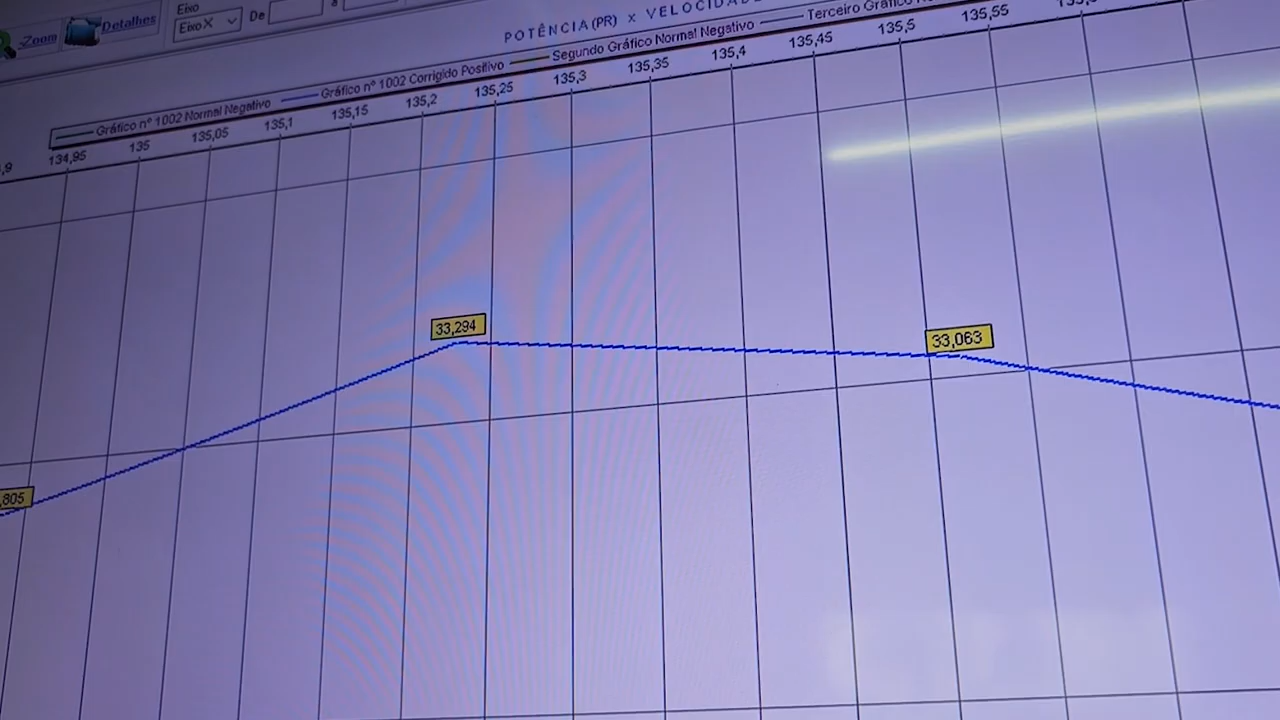 Zoom
Detalhes
Eixo
Eixo X
De
a
POTÊNCIA (PR) x VELOCIDADE
Gráfico nº 1002 Normal Negativo
Gráfico nº 1002 Corrigido Positivo
Segundo Gráfico Normal Negativo
Terceiro Gráfico
,9
134,95
135
135,05
135,1
135,15
135,2
135,25
135,3
135,35
135,4
135,45
135,5
135,55
33,294
33,063
,805